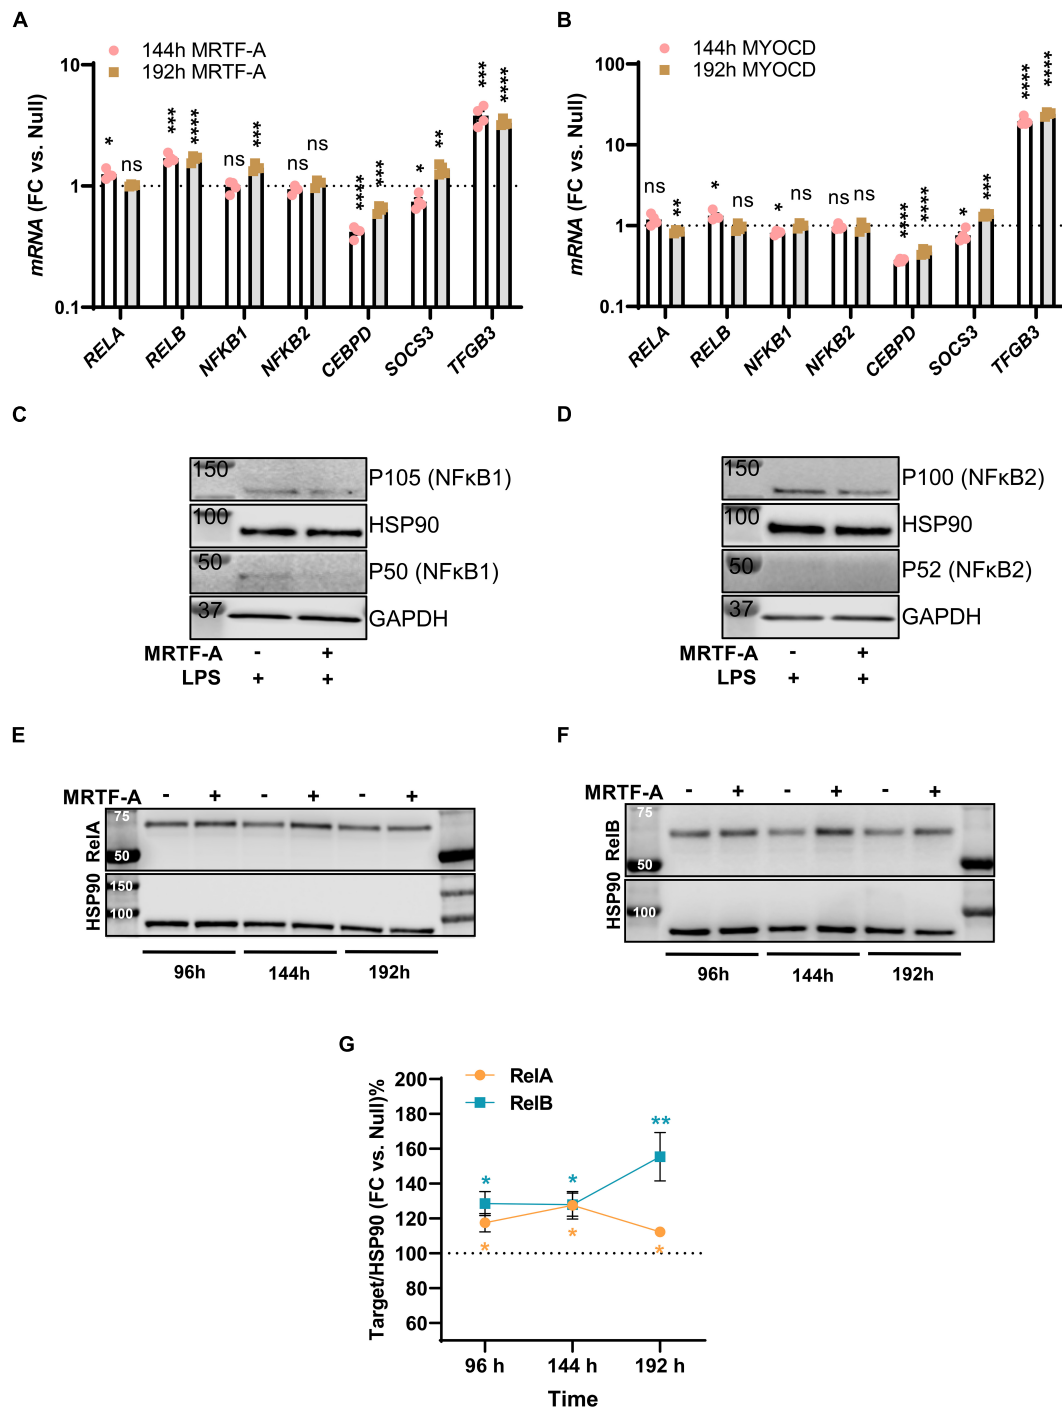 A
144h MRTF-A
192h MRTF-A
mRNA (FC vs. Null)
10
1
0.1
*
ns
***
****
ns
***
ns
ns
****
***
*
**
***
****
RELA
RELB
NFKB1
NFKB2
CEBPD
SOCS3
TFGB3
B
144h MYOCD
192h MYOCD
mRNA (FC vs. Null)
100
10
1
0.1
ns
**
*
ns
*
ns
ns
ns
****
****
*
***
****
****
RELA
RELB
NFKB1
NFKB2
CEBPD
SOCS3
TFGB3
C
150
P105 (NFκB1)
100
HSP90
50
P50 (NFκB1)
37
GAPDH
MRTF-A - +
LPS + +
D
150
P100 (NFκB2)
100
HSP90
50
P52 (NFκB2)
37
GAPDH
MRTF-A - +
LPS + +
E
MRTF-A - + - + - +
RelA
75
50
HSP90
150
100
96h 144h 192h
F
MRTF-A - + - + - +
RelB
75
50
HSP90
100
96h 144h 192h
G
RelA
RelB
Target/HSP90 (FC vs. Null)%
200
180
160
140
120
100
80
60
*
*
**
*
*
*
96 h 144 h 192 h
Time